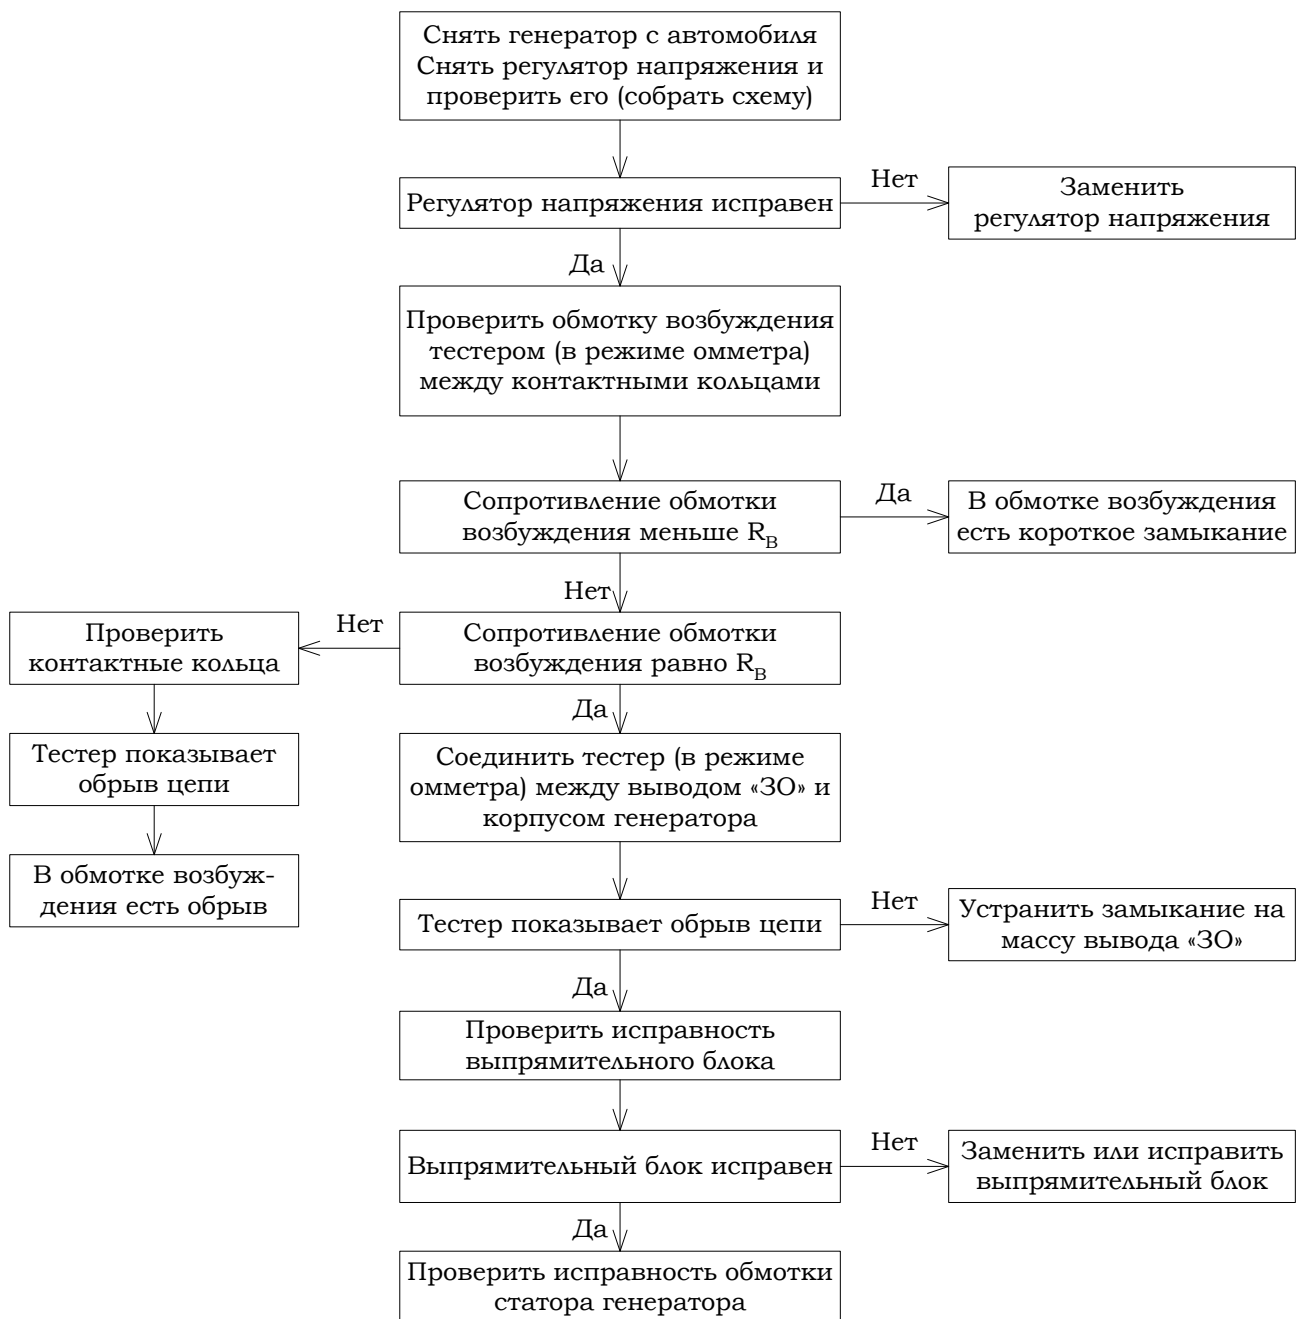 Снять генератор с автомобиля
Снять регулятор напряжения и
проверить его (собрать схему)
Регулятор напряжения исправен
Нет
Заменить
регулятор напряжения
Да
Проверить обмотку возбуждения
тестером (в режиме омметра)
между контактными кольцами
Сопротивление обмотки
возбуждения меньше R_B
Да
В обмотке возбуждения
есть короткое замыкание
Нет
Сопротивление обмотки
возбуждения равно R_B
Нет
Проверить
контактные кольца
Тестер показывает
обрыв цепи
В обмотке возбуж-
дения есть обрыв
Да
Соединить тестер (в режиме
омметра) между выводом «ЗО» и
корпусом генератора
Тестер показывает обрыв цепи
Нет
Устранить замыкание на
массу вывода «ЗО»
Да
Проверить исправность
выпрямительного блока
Выпрямительный блок исправен
Нет
Заменить или исправить
выпрямительный блок
Да
Проверить исправность обмотки
статора генератора